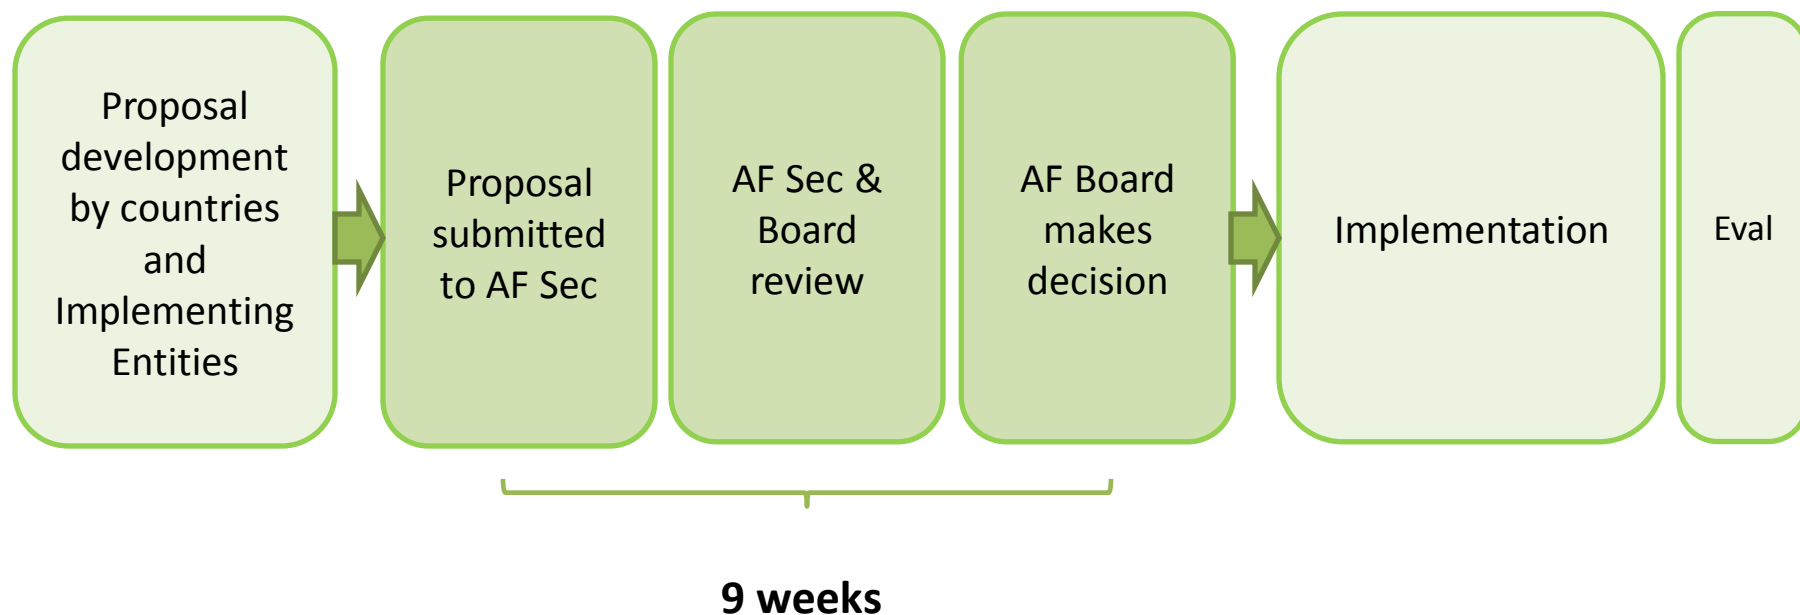 Proposal
development
by countries
and
Implementing
Entities
Proposal
submitted
to AF Sec
AF Sec &
Board
review
AF Board
makes
decision
Implementation
Eval
9 weeks